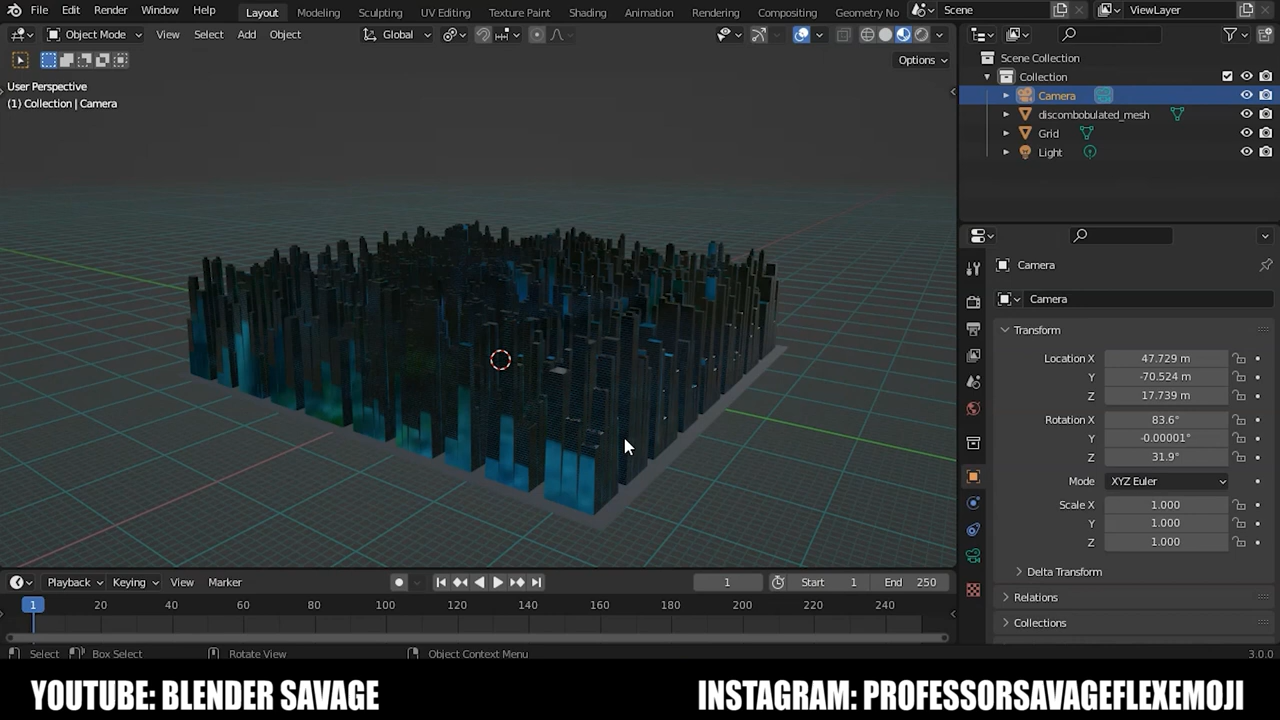 File Edit Render Window Help Layout Modeling Sculpting UV Editing Texture Paint Shading Animation Rendering Compositing Geometry No Scene ViewLayer
Object Mode View Select Add Object Global
Options
User Perspective
(1) Collection | Camera
Scene Collection
Collection
Camera
discombobulated_mesh
Grid
Light
Camera
Camera
Transform
Location X 47.729 m
Y -70.524 m
Z 17.739 m
Rotation X 83.6°
Y -0.00001°
Z 31.9°
Mode XYZ Euler
Scale X 1.000
Y 1.000
Z 1.000
Delta Transform
Relations
Collections
Playback Keying View Marker 1 Start 1 End 250
1 20 40 60 80 100 120 140 160 180 200 220 240
Select Box Select Rotate View Object Context Menu 3.0.0
YOUTUBE: BLENDER SAVAGE INSTAGRAM: PROFESSORSAVAGEFLEXEMOJI